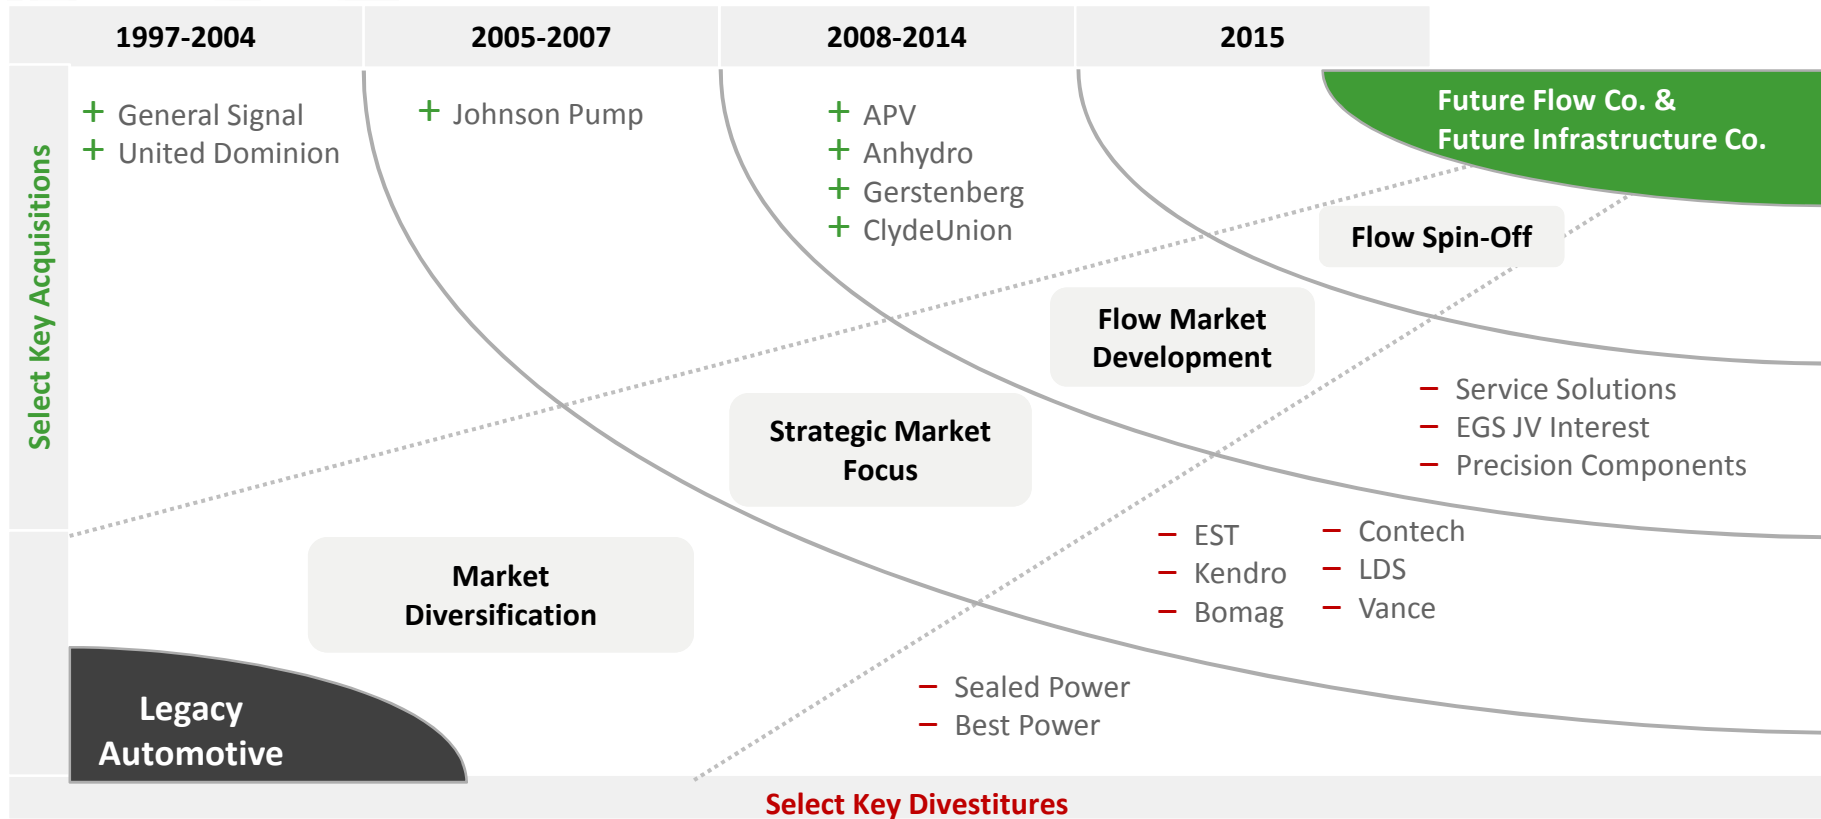 1997-2004
2005-2007
2008-2014
2015
Select Key Acquisitions
+ General Signal
+ United Dominion
+ Johnson Pump
+ APV
+ Anhydro
+ Gerstenberg
+ ClydeUnion
Future Flow Co. &
Future Infrastructure Co.
Flow Spin-Off
Flow Market
Development
Strategic Market
Focus
Market
Diversification
Legacy
Automotive
− Service Solutions
− EGS JV Interest
− Precision Components
− EST
− Kendro
− Bomag
− Contech
− LDS
− Vance
− Sealed Power
− Best Power
Select Key Divestitures